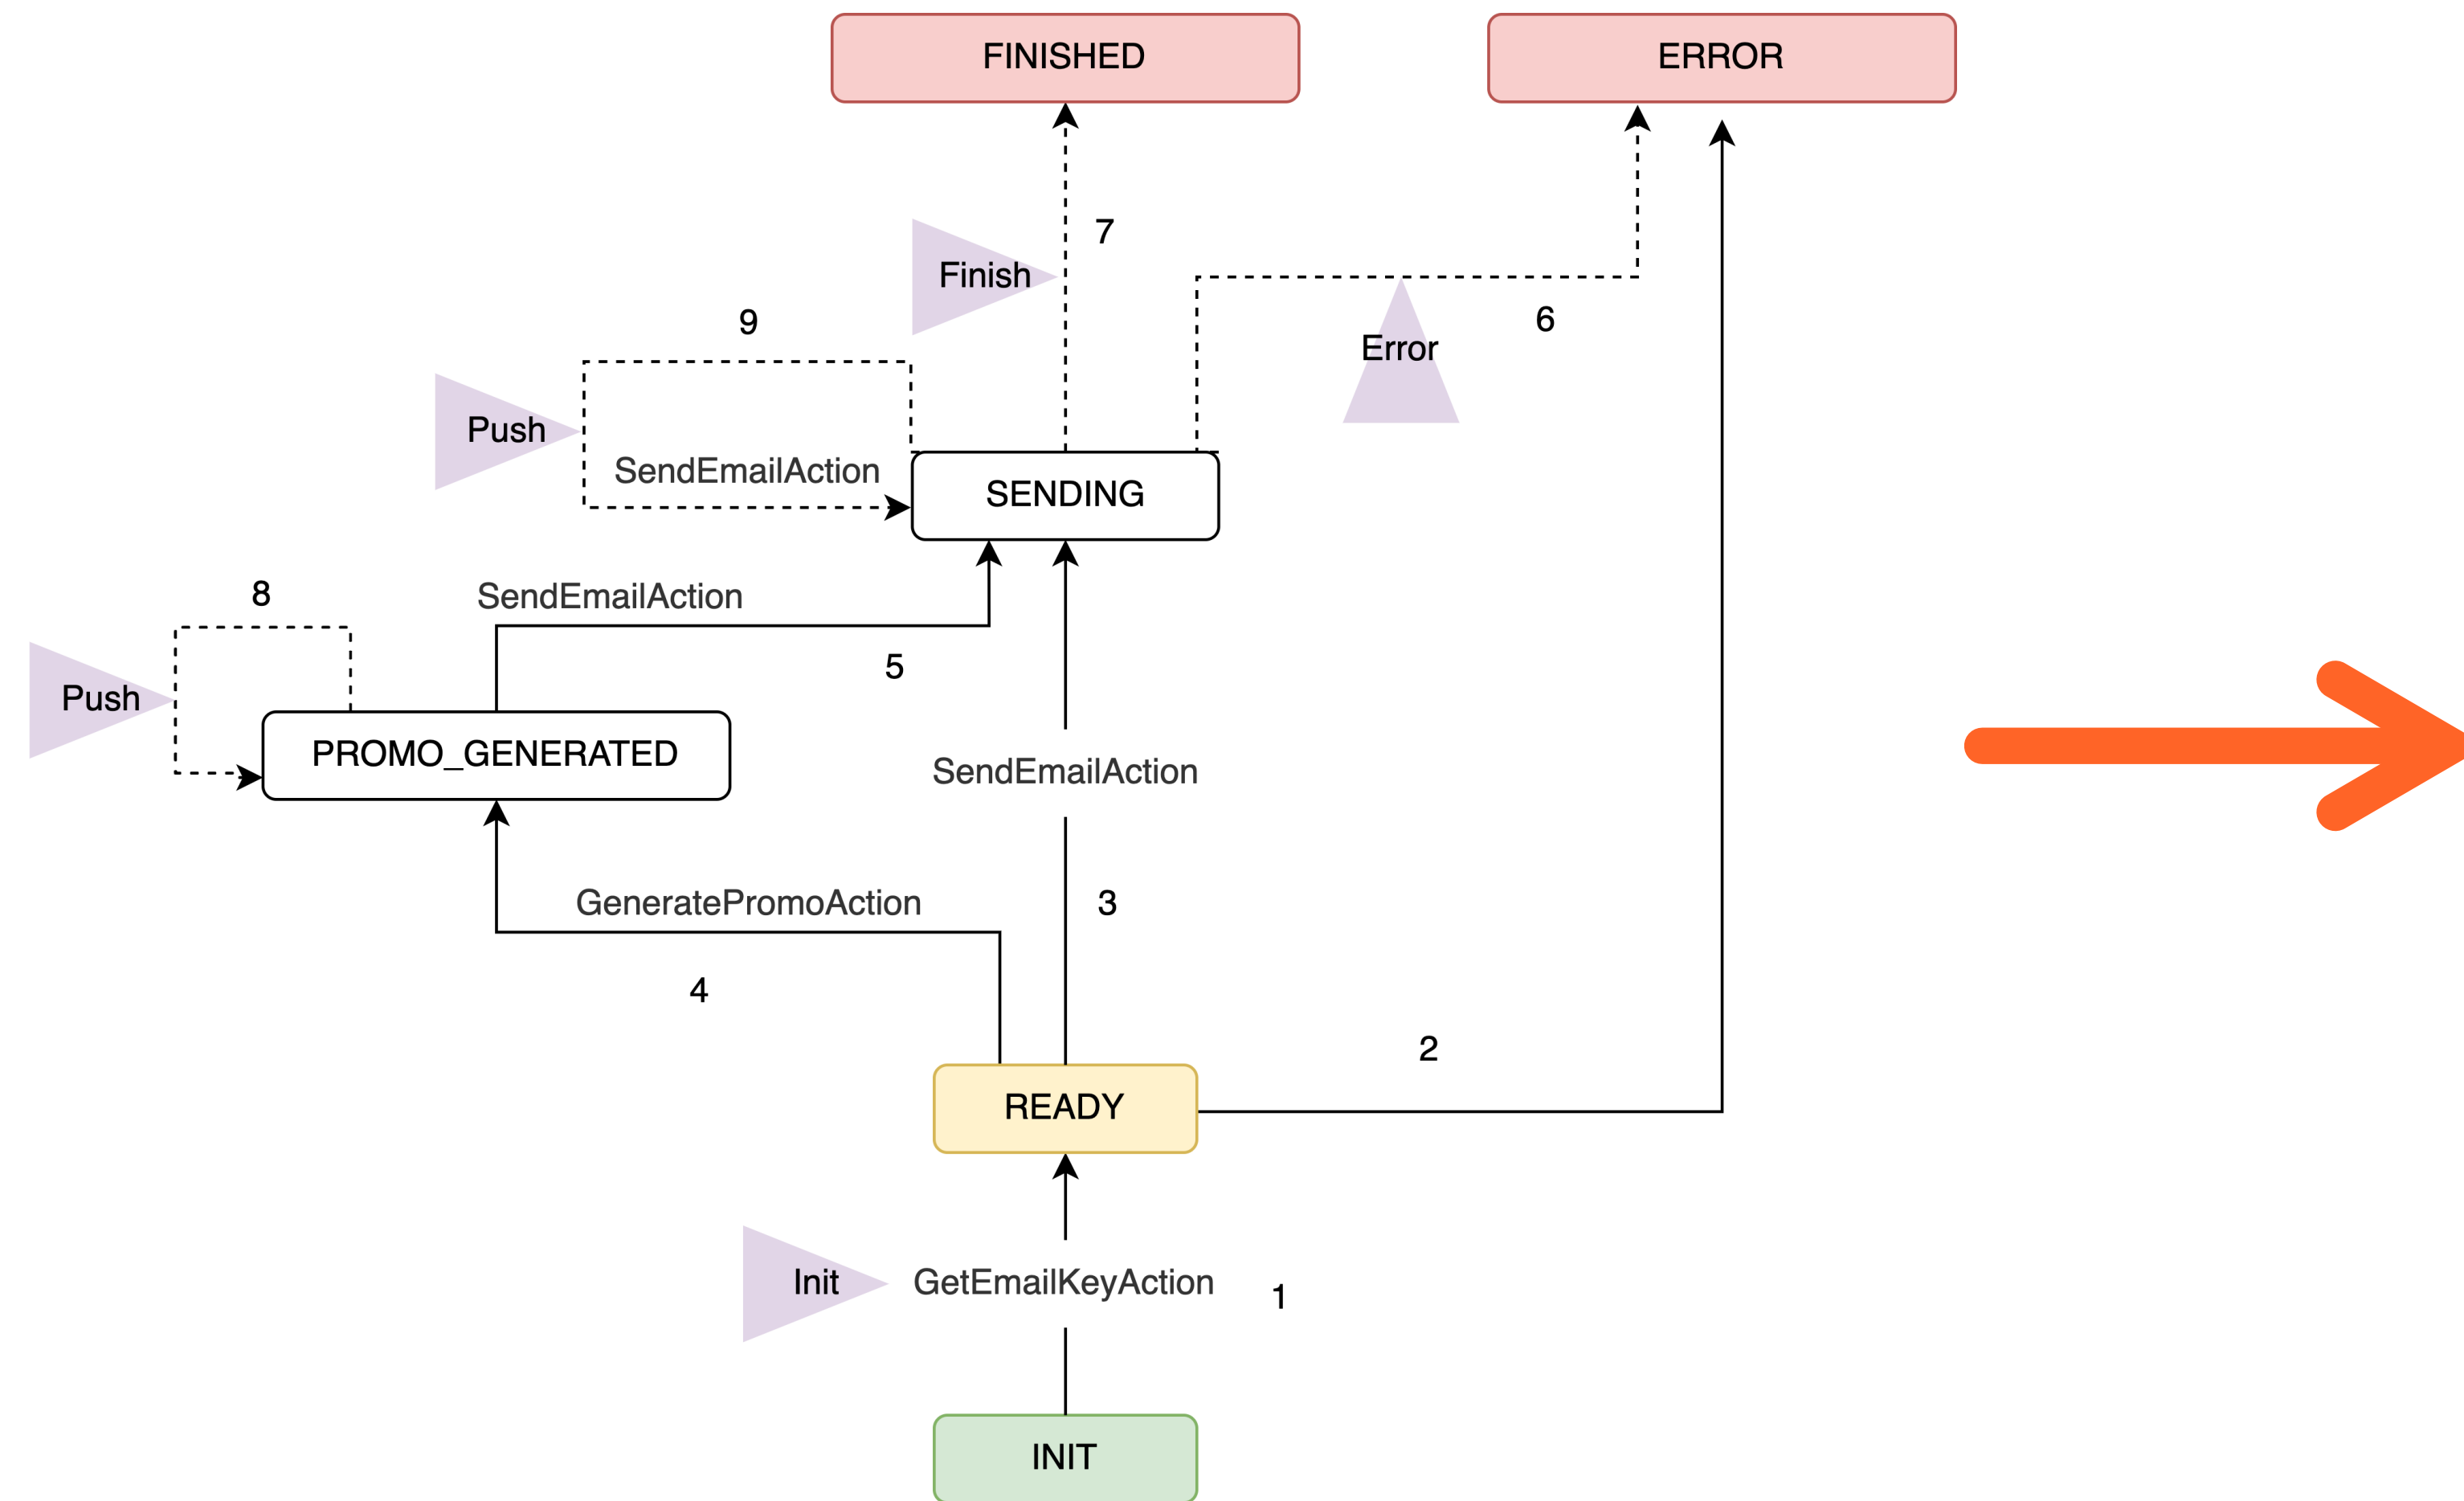 FINISHED
ERROR
7
Finish
9
6
Error
Push
SendEmailAction
SENDING
8
SendEmailAction
5
Push
PROMO_GENERATED
SendEmailAction
GeneratePromoAction
3
4
2
READY
Init
GetEmailKeyAction
1
INIT